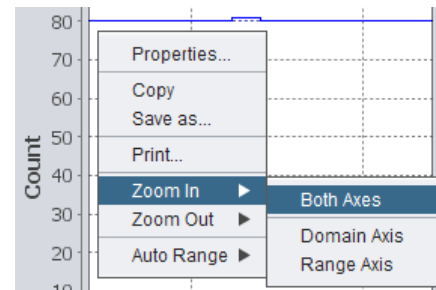 80
70
60
50
40
30
20
10
Count
Properties...
Copy
Save as...
Print...
Zoom In
Zoom Out
Auto Range
Both Axes
Domain Axis
Range Axis